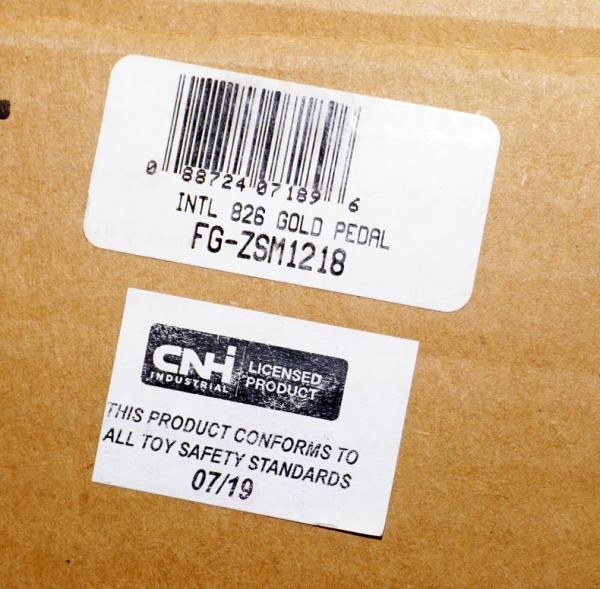 0 88724 07189 6
INTL 826 GOLD PEDAL
FG-ZSM1218
CNH
INDUSTRIAL
LICENSED
PRODUCT
THIS PRODUCT CONFORMS TO
ALL TOY SAFETY STANDARDS
07/19